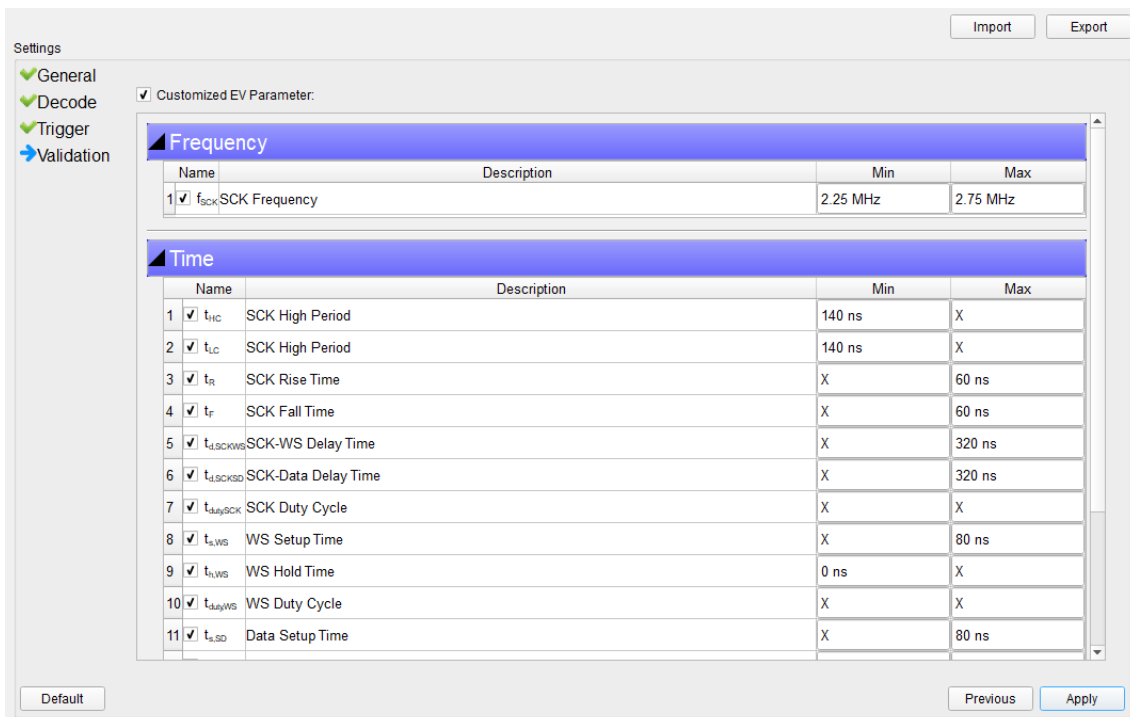 Import Export
Settings
General
Decode
Trigger
Validation
Customized EV Parameter:
Frequency
Name Description Min Max
1 fSCK SCK Frequency 2.25 MHz 2.75 MHz
Time
Name Description Min Max
1 tHC SCK High Period 140 ns X
2 tLC SCK High Period 140 ns X
3 tR SCK Rise Time X 60 ns
4 tF SCK Fall Time X 60 ns
5 td,SCKWS SCK-WS Delay Time X 320 ns
6 td,SCKSD SCK-Data Delay Time X 320 ns
7 tdutySCK SCK Duty Cycle X X
8 ts,WS WS Setup Time X 80 ns
9 th,WS WS Hold Time 0 ns X
10 tdutyWS WS Duty Cycle X X
11 ts,SD Data Setup Time X 80 ns
Default Previous Apply